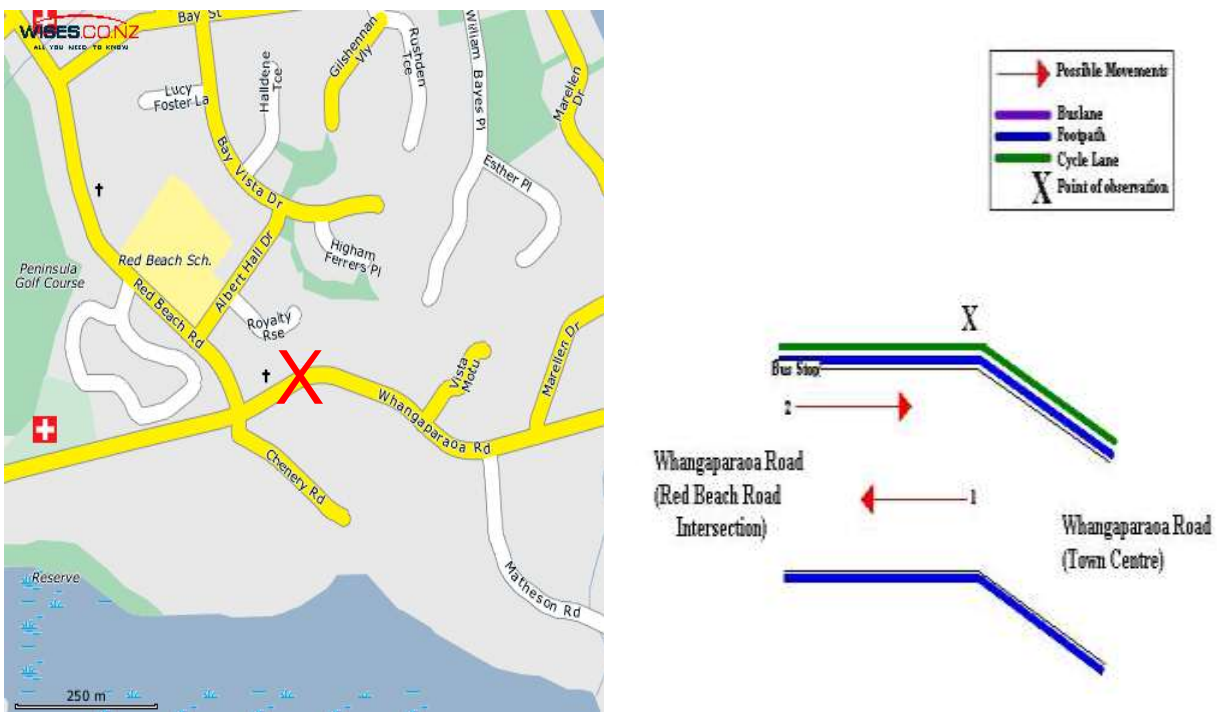 WISES.CO.NZ
ALL YOU NEED TO KNOW
Bay St
Gilshennan
Vly
Rushden
Tce
William Bayes Pl
Marellen
Dr
Halldene
Tce
Lucy
Foster La
Bay Vista Dr
Esther Pl
Albert Hall Dr
Higham
Ferrers Pl
Red Beach Sch.
Peninsula
Golf Course
Red Beach Rd
Royalty
Rse
X
Vista
Motu
Marellen Dr
Whangaparaoa Rd
Chenery Rd
Matheson Rd
Reserve
250 m
Possible Movements
Buslane
Footpath
Cycle Lane
X Point of observation
X
Bus Stop
2
1
Whangaparaoa Road
(Red Beach Road
Intersection)
Whangaparaoa Road
(Town Centre)